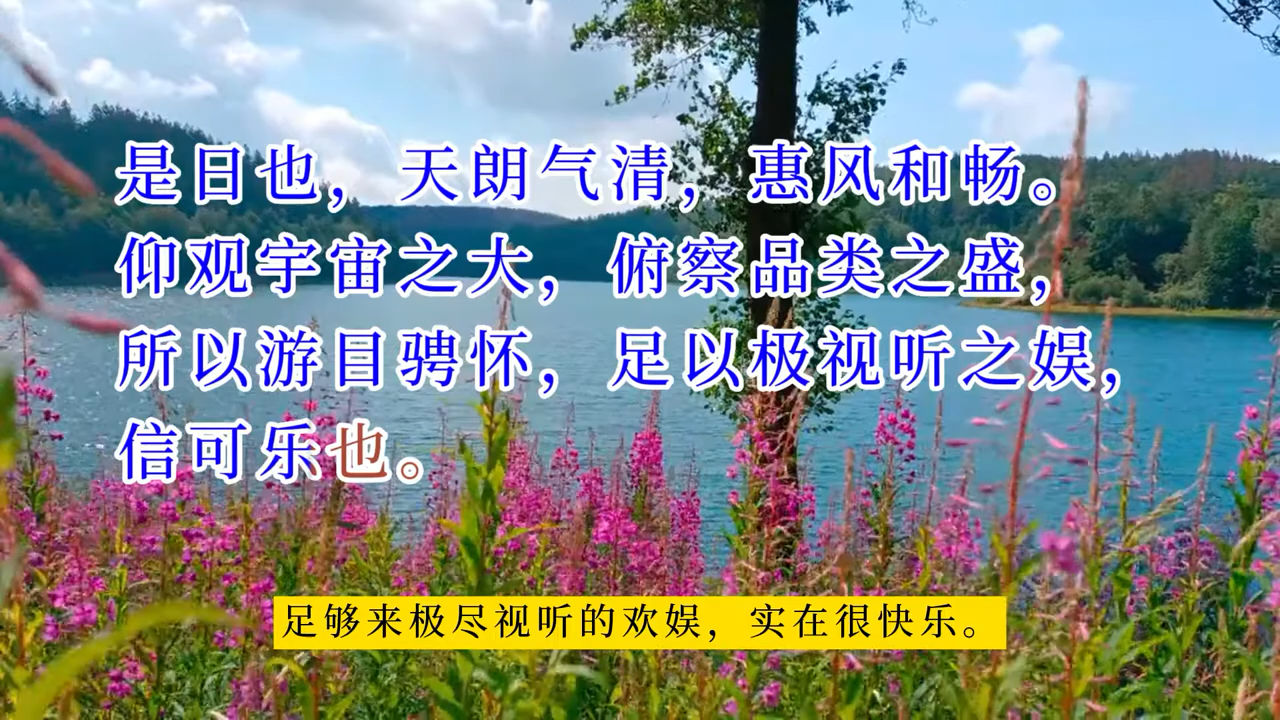 是日也，天朗气清，惠风和畅。
仰观宇宙之大，俯察品类之盛，
所以游目骋怀，足以极视听之娱，
信可乐也。
足够来极尽视听的欢娱，实在很快乐。